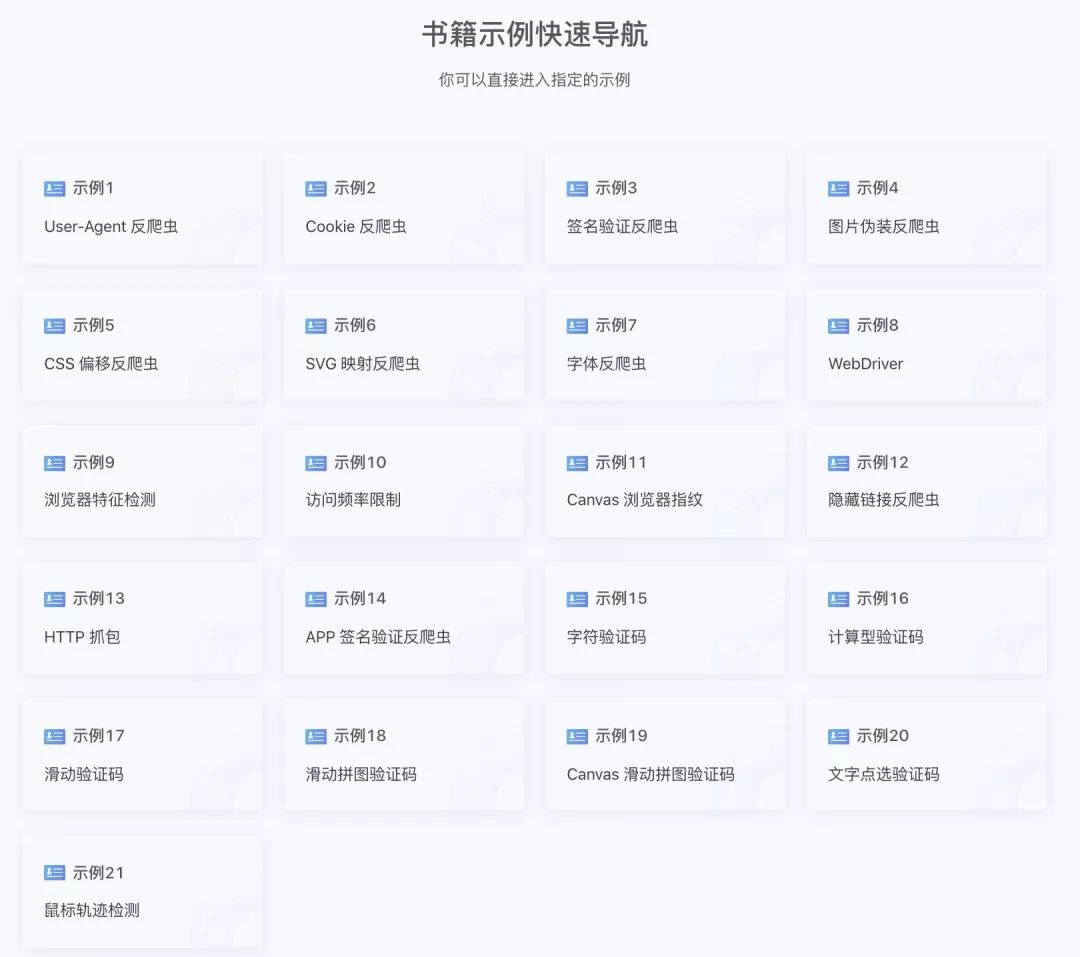 书籍示例快速导航
你可以直接进入指定的示例
示例1
User-Agent 反爬虫
示例2
Cookie 反爬虫
示例3
签名验证反爬虫
示例4
图片伪装反爬虫
示例5
CSS 偏移反爬虫
示例6
SVG 映射反爬虫
示例7
字体反爬虫
示例8
WebDriver
示例9
浏览器特征检测
示例10
访问频率限制
示例11
Canvas 浏览器指纹
示例12
隐藏链接反爬虫
示例13
HTTP 抓包
示例14
APP 签名验证反爬虫
示例15
字符验证码
示例16
计算型验证码
示例17
滑动验证码
示例18
滑动拼图验证码
示例19
Canvas 滑动拼图验证码
示例20
文字点选验证码
示例21
鼠标轨迹检测